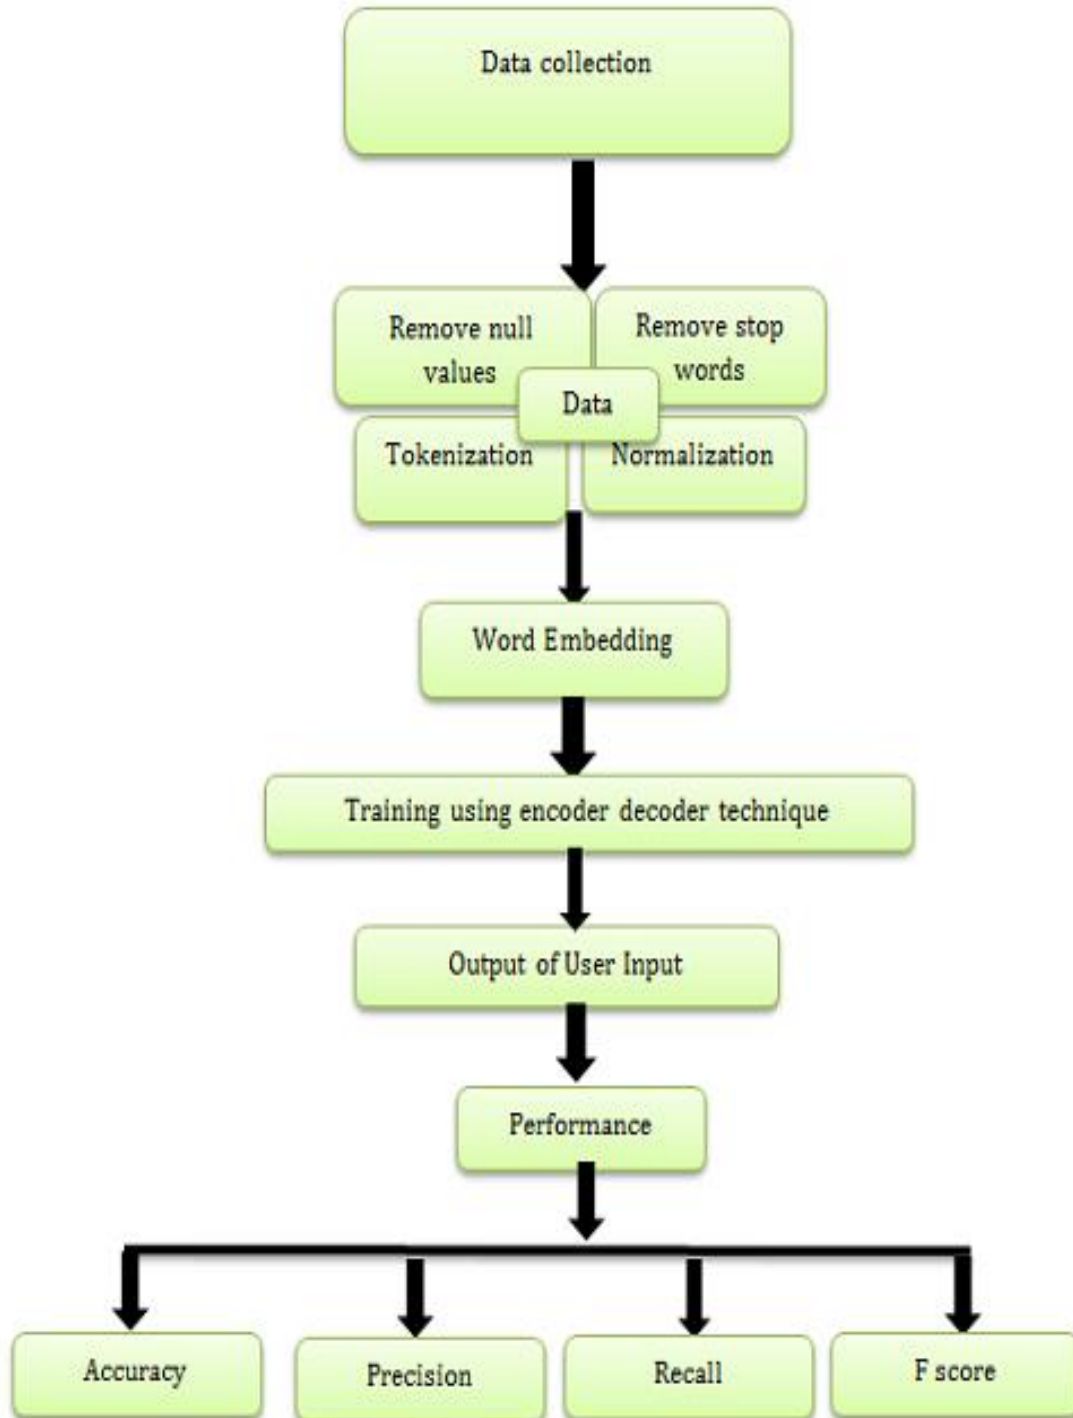 Data collection
Remove null
values
Remove stop
words
Data
Tokenization
Normalization
Word Embedding
Training using encoder decoder technique
Output of User Input
Performance
Accuracy
Precision
Recall
F score